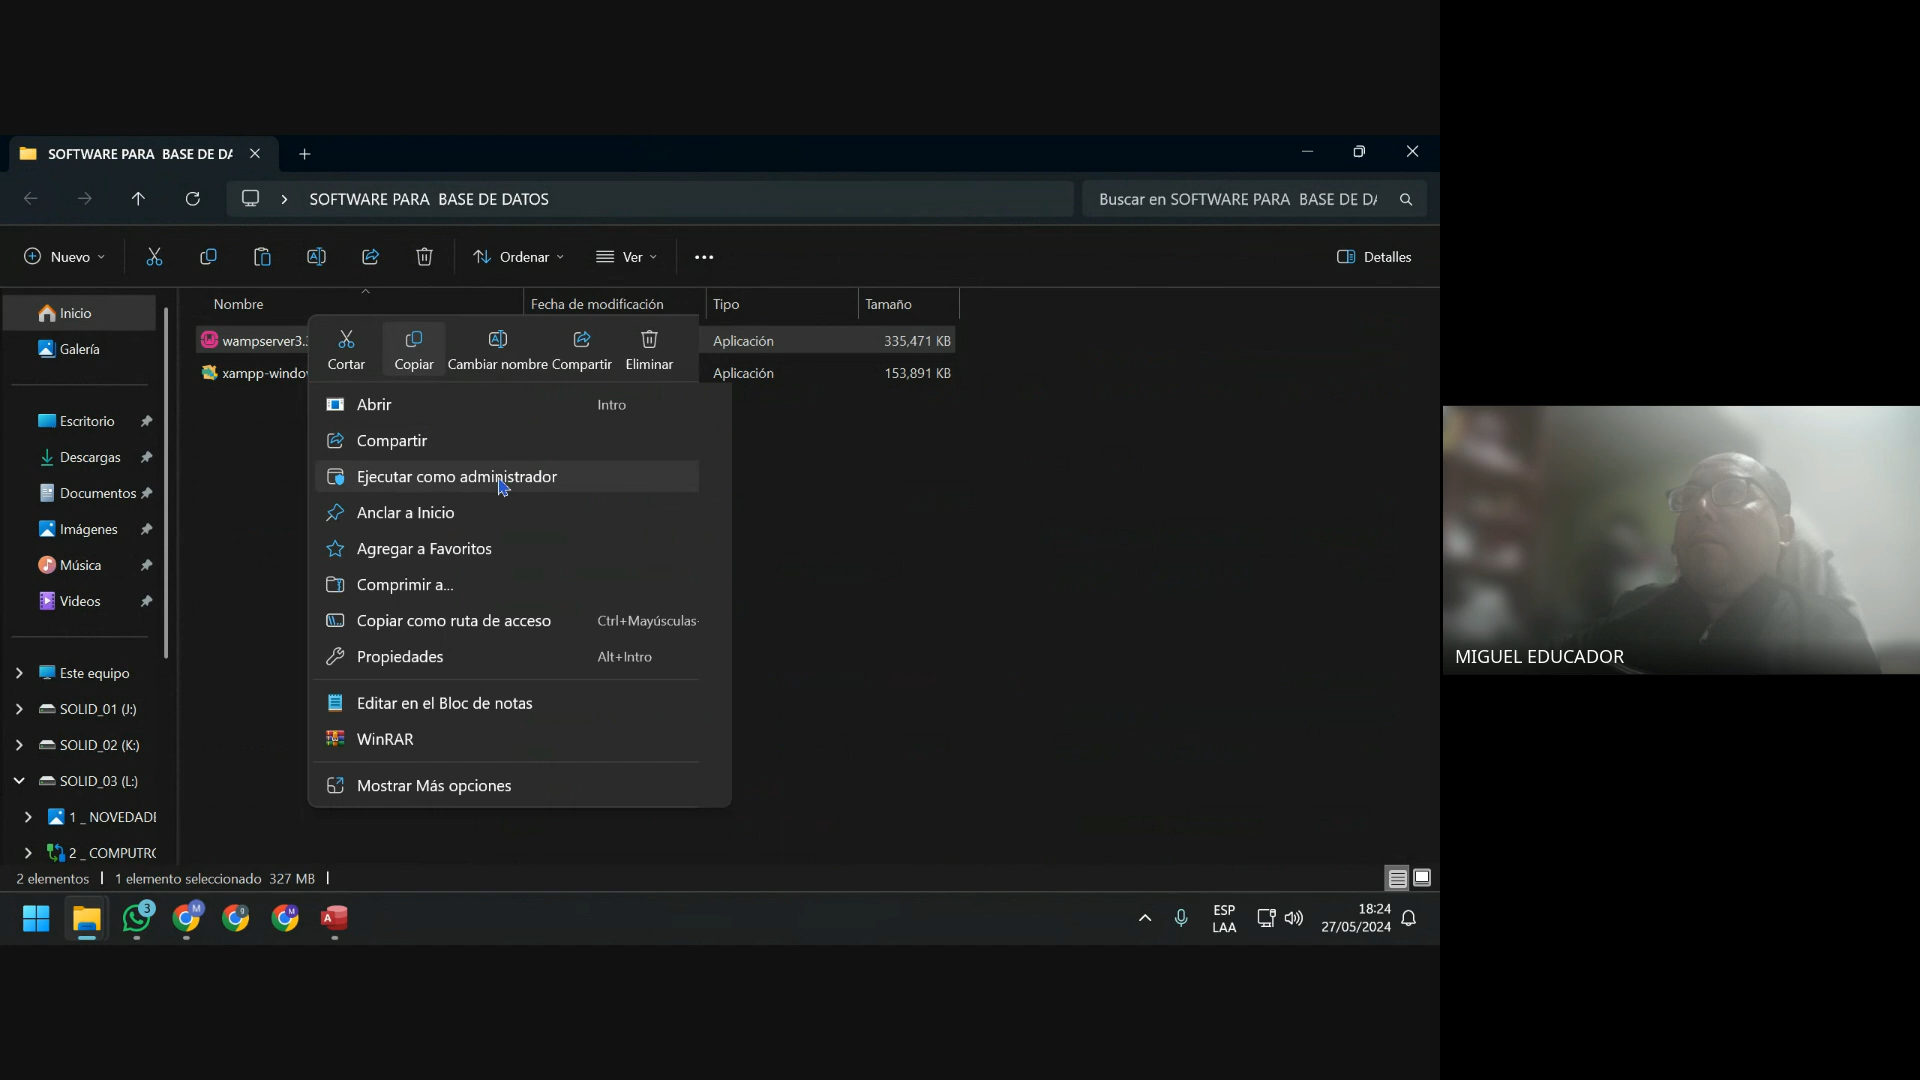 SOFTWARE PARA BASE DE DA
SOFTWARE PARA BASE DE DATOS
Buscar en SOFTWARE PARA BASE DE DA
Nuevo
Ordenar
Ver
Detalles
Nombre
Fecha de modificación
Tipo
Tamaño
wampserver3.
Aplicación
335,471 KB
xampp-windo
Aplicación
153,891 KB
Inicio
Galería
Escritorio
Descargas
Documentos
Imágenes
Música
Videos
Este equipo
SOLID_01 (J:)
SOLID_02 (K:)
SOLID_03 (L:)
1 _ NOVEDADE
2 _ COMPUTRO
Cortar
Copiar
Cambiar nombre
Compartir
Eliminar
Abrir
Intro
Compartir
Ejecutar como administrador
Anclar a Inicio
Agregar a Favoritos
Comprimir a...
Copiar como ruta de acceso
Ctrl+Mayúsculas-
Propiedades
Alt+Intro
Editar en el Bloc de notas
WinRAR
Mostrar Más opciones
2 elementos
1 elemento seleccionado 327 MB
3
ESP
LAA
18:24
27/05/2024
MIGUEL EDUCADOR